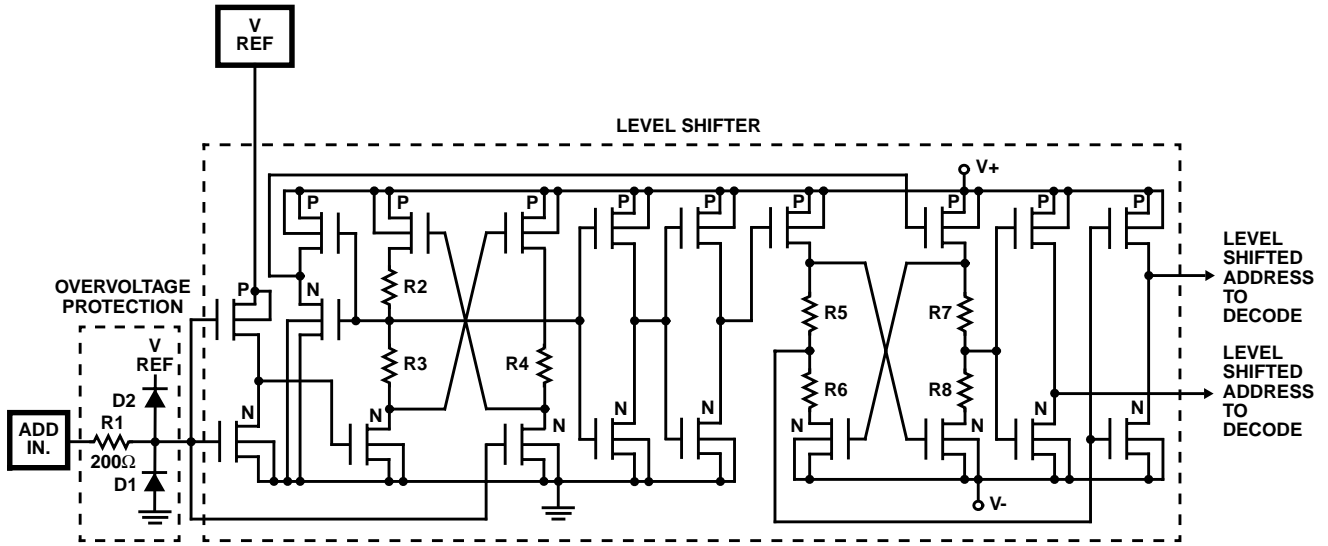 V
REF
LEVEL SHIFTER
V+
P
P
P
P
P
P
P
P
P
LEVEL
SHIFTED
ADDRESS
TO
DECODE
OVERVOLTAGE
PROTECTION
P
N
R2
R5
R7
V
REF
R3
R4
LEVEL
SHIFTED
ADDRESS
TO
DECODE
D2
R6
R8
ADD
IN.
R1
200Ω
D1
N
N
N
N
N
N
N
N
N
V-